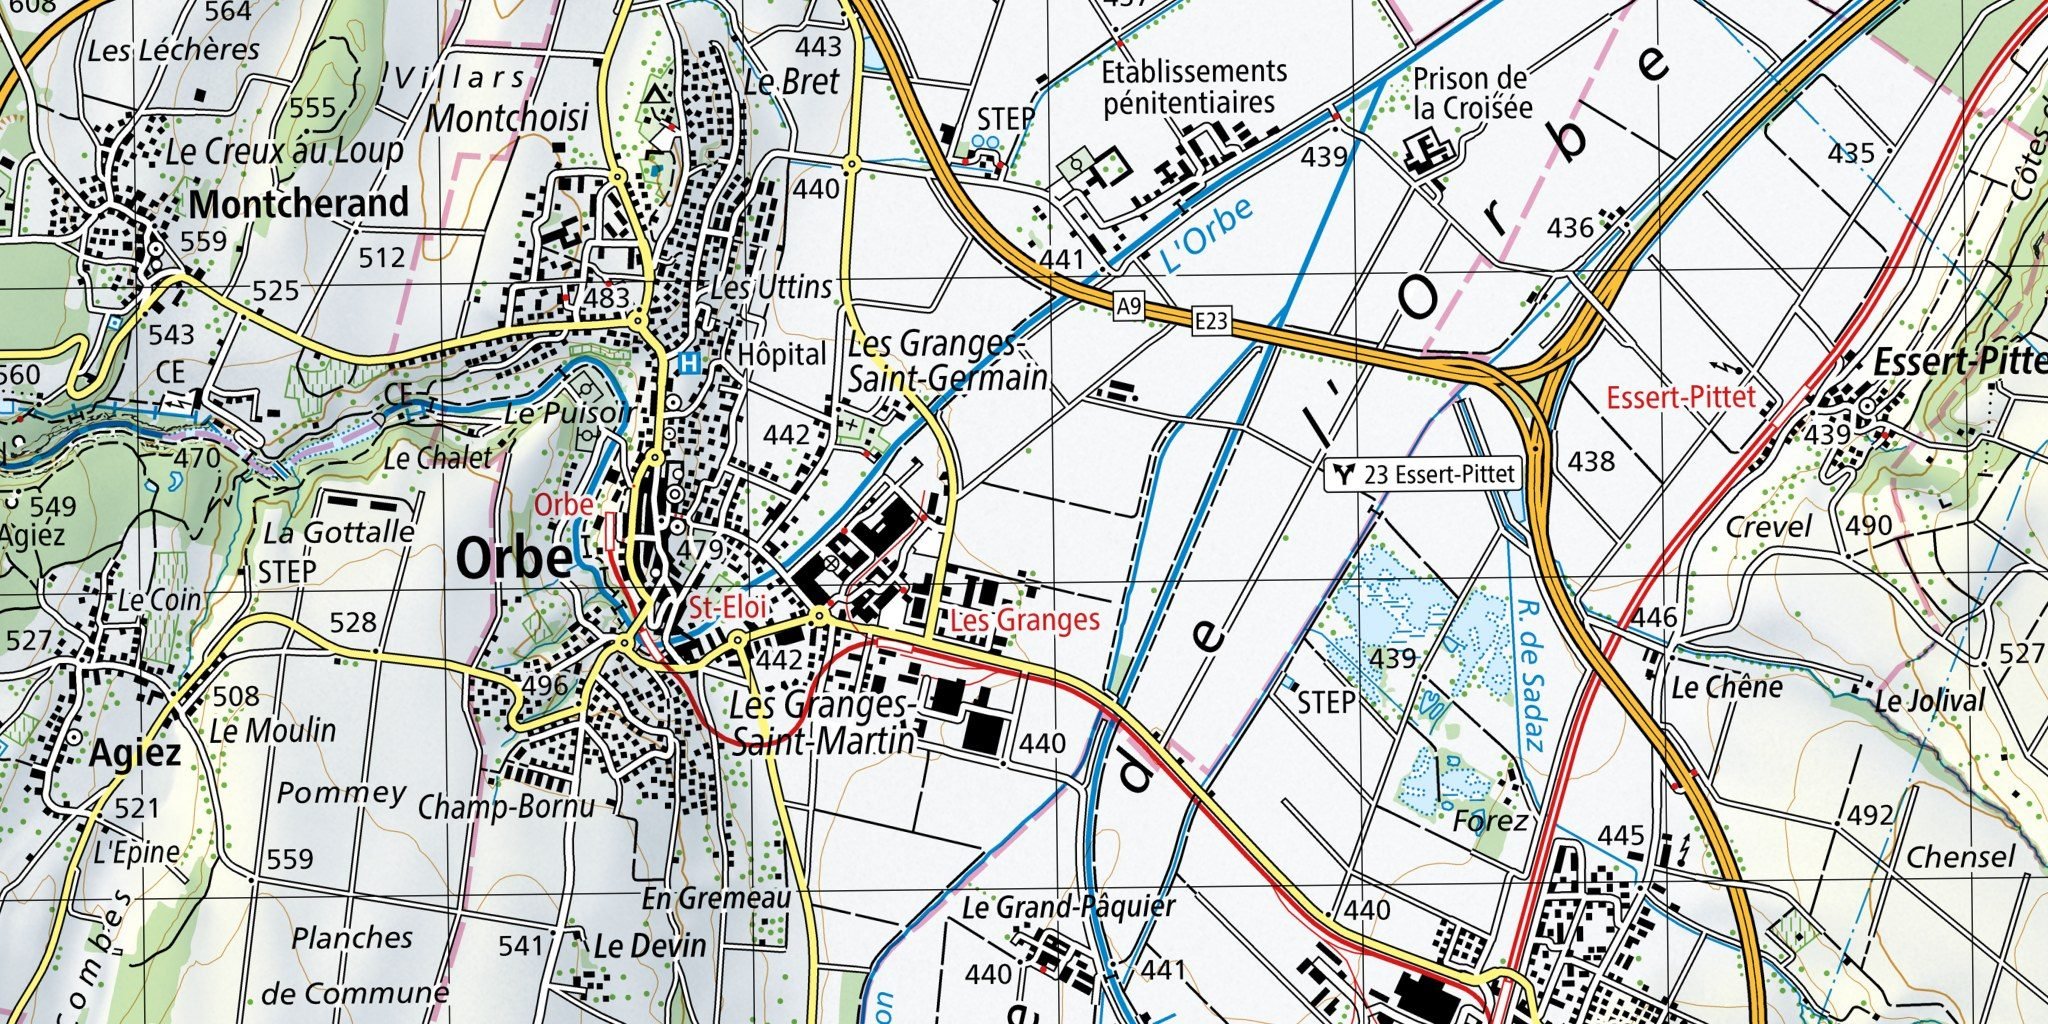 608
564
Les Léchères
Villars
443
Le Bret
437
Etablissements
pénitentiaires
Prison de
la Croisée
STEP
555
Montchoisi
Le Creux au Loup
Montcherand
559
512
440
439
435
436
Côtes
L'Orbe
441
525
543
483
Les Uttins
A9
E23
Orbe
560
CE
CE
Hôpital
H
Les Granges-
Saint-Germain
Essert-Pittet
Essert-Pitte
Le Puisoir
442
439
470
Le Chalet
23 Essert-Pittet
438
549
Agiez
La Gottalle
STEP
Orbe
Orbe
479
Crevel
490
Le Coin
527
528
St-Eloi
Les Granges
439
R de Sadaz
446
527
442
496
508
Le Moulin
Agiez
Les Granges-
Saint-Martin
440
STEP
Le Chêne
Le Jolival
Pommey
Champ-Bornu
521
L'Epine
559
Forez
445
492
Chensel
En Gremeau
Le Grand-Pâquier
440
Planches
de Commune
541
Le Devin
440
441
Combes
on
de l'
e